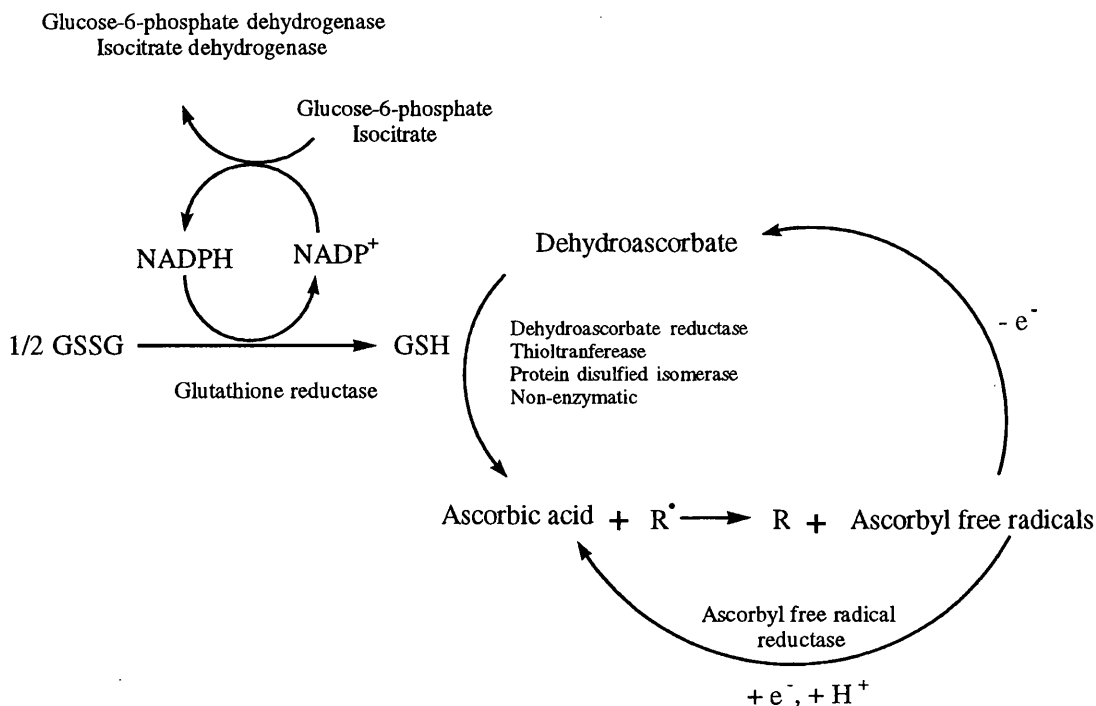 Glucose-6-phosphate dehydrogenase
Isocitrate dehydrogenase
Glucose-6-phosphate
Isocitrate
NADPH
NADP⁺
Dehydroascorbate
- e⁻
1/2 GSSG
GSH
Glutathione reductase
Dehydroascorbate reductase
Thioltranferease
Protein disulfied isomerase
Non-enzymatic
Ascorbic acid + R• R + Ascorbyl free radicals
Ascorbyl free radical
reductase
+ e⁻, + H⁺